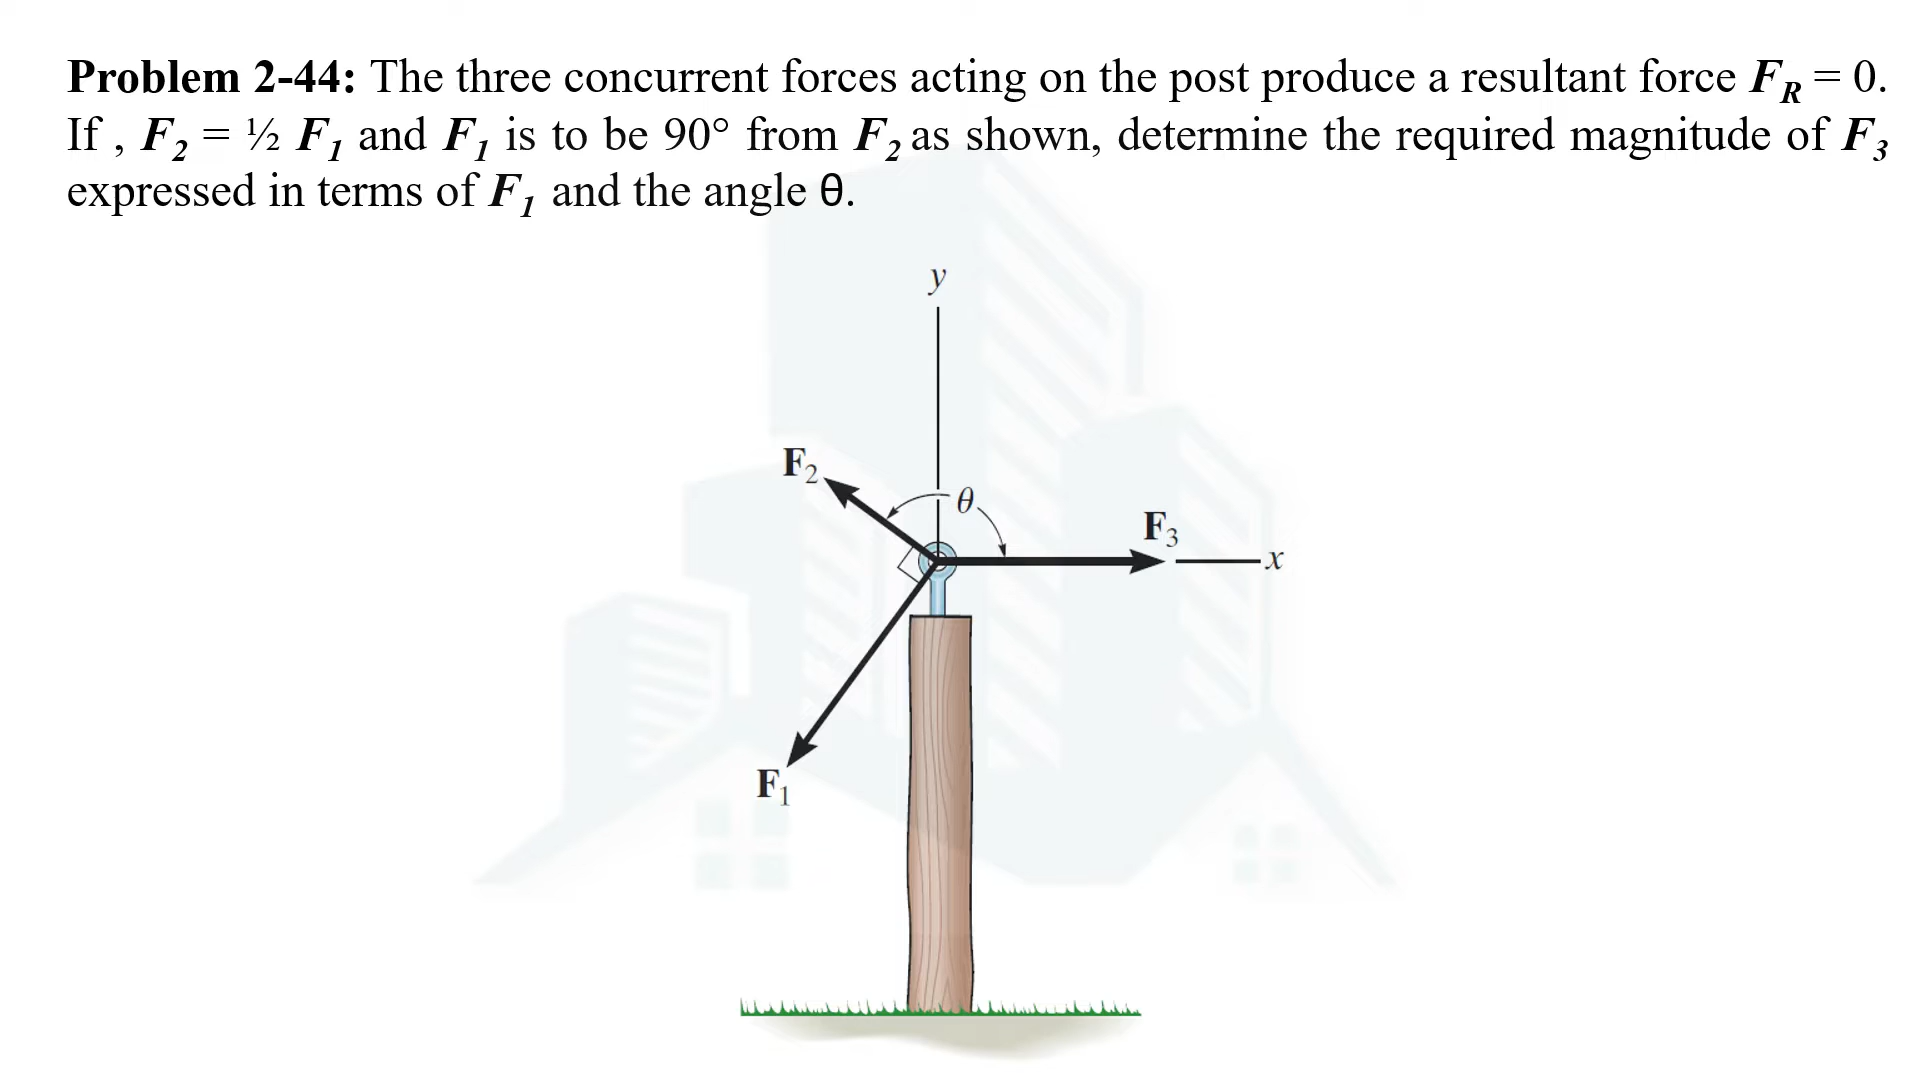 Problem 2-44: The three concurrent forces acting on the post produce a resultant force F_R = 0.
If , F₂ = ½ F₁ and F₁ is to be 90° from F₂ as shown, determine the required magnitude of F₃
expressed in terms of F₁ and the angle θ.
y
F₂
θ
F₃
x
F₁